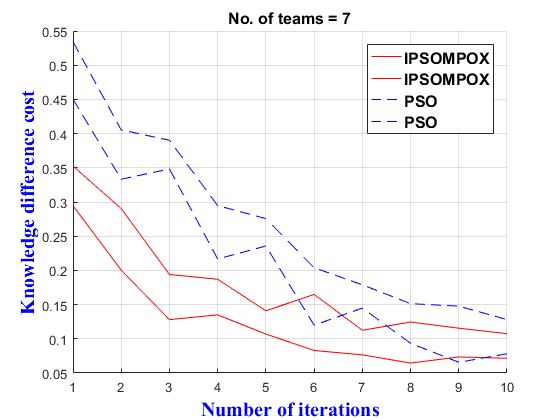 No. of teams = 7
Knowledge difference cost
0.55
0.5
0.45
0.4
0.35
0.3
0.25
0.2
0.15
0.1
0.05
IPSOMPOX
IPSOMPOX
PSO
PSO
1 2 3 4 5 6 7 8 9 10
Number of iterations